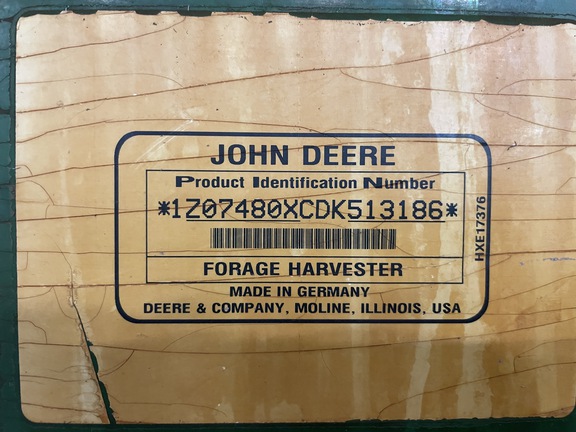 JOHN DEERE
Product Identification Number
*1Z07480XCDK513186*
HXE17376
FORAGE HARVESTER
MADE IN GERMANY
DEERE & COMPANY, MOLINE, ILLINOIS, USA